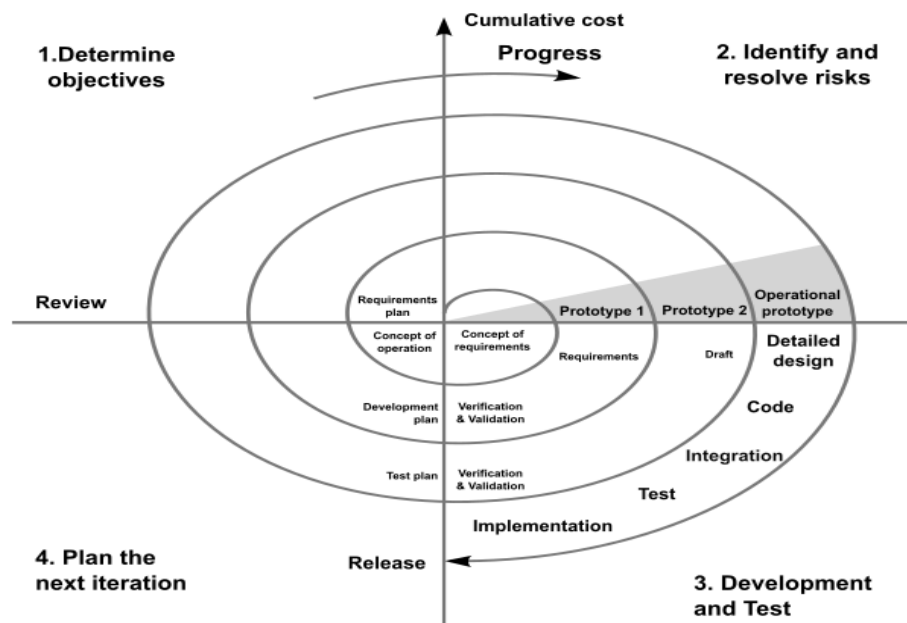 Cumulative cost
Progress
1.Determine
objectives
2. Identify and
resolve risks
Review
Requirements
plan
Prototype 1
Prototype 2
Operational
prototype
Concept of
operation
Concept of
requirements
Requirements
Draft
Detailed
design
Development
plan
Verification
& Validation
Code
Integration
Test plan
Verification
& Validation
Test
Implementation
Release
4. Plan the
next iteration
3. Development
and Test